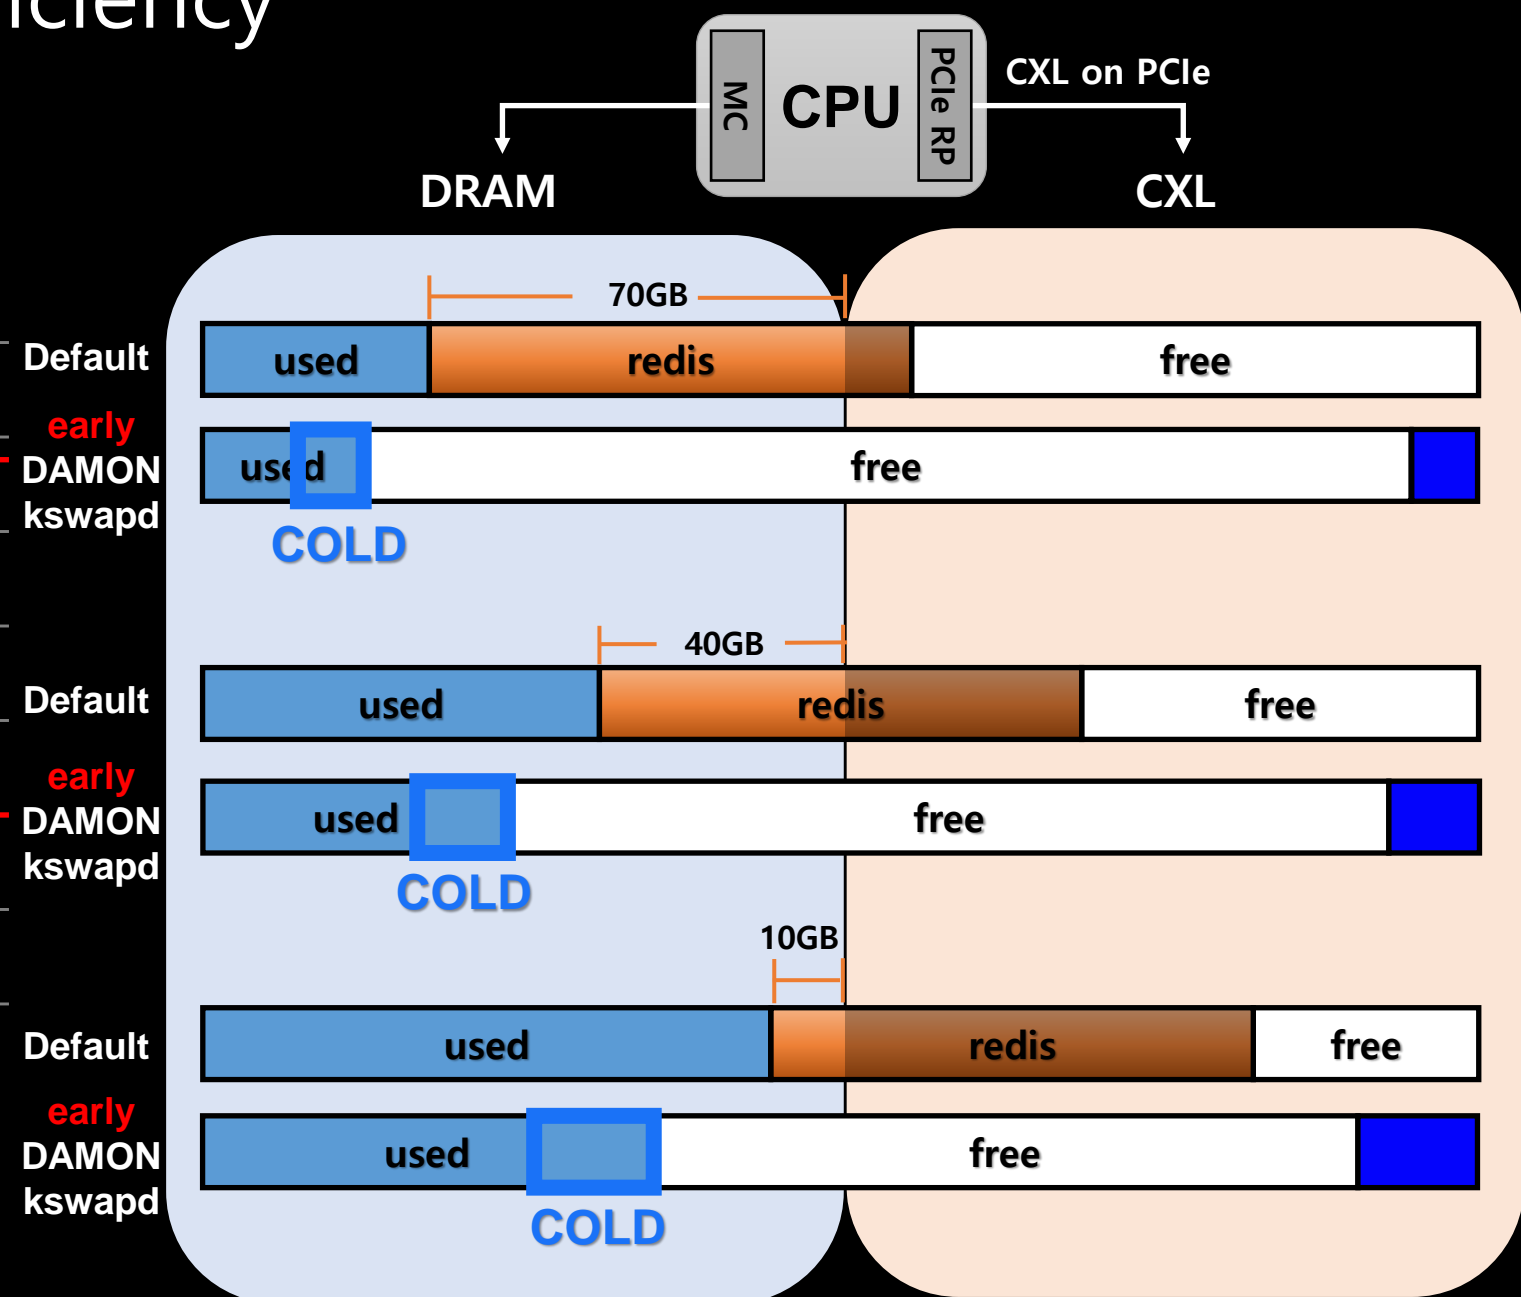 iciency
MC
CPU
PCIe RP
CXL on PCIe
DRAM
CXL
70GB
Default
used
redis
free
early
DAMON
kswapd
used
free
COLD
40GB
Default
used
redis
free
early
DAMON
kswapd
used
free
COLD
10GB
Default
used
redis
free
early
DAMON
kswapd
used
free
COLD